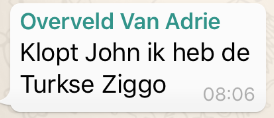 Overveld Van Adrie
Klopt John ik heb de
Turkse Ziggo
08:06